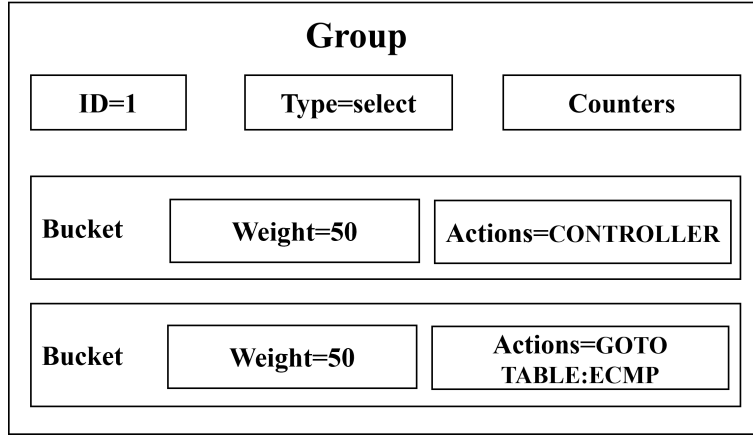 Group
ID=1
Type=select
Counters
Bucket
Weight=50
Actions=CONTROLLER
Bucket
Weight=50
Actions=GOTO
TABLE:ECMP